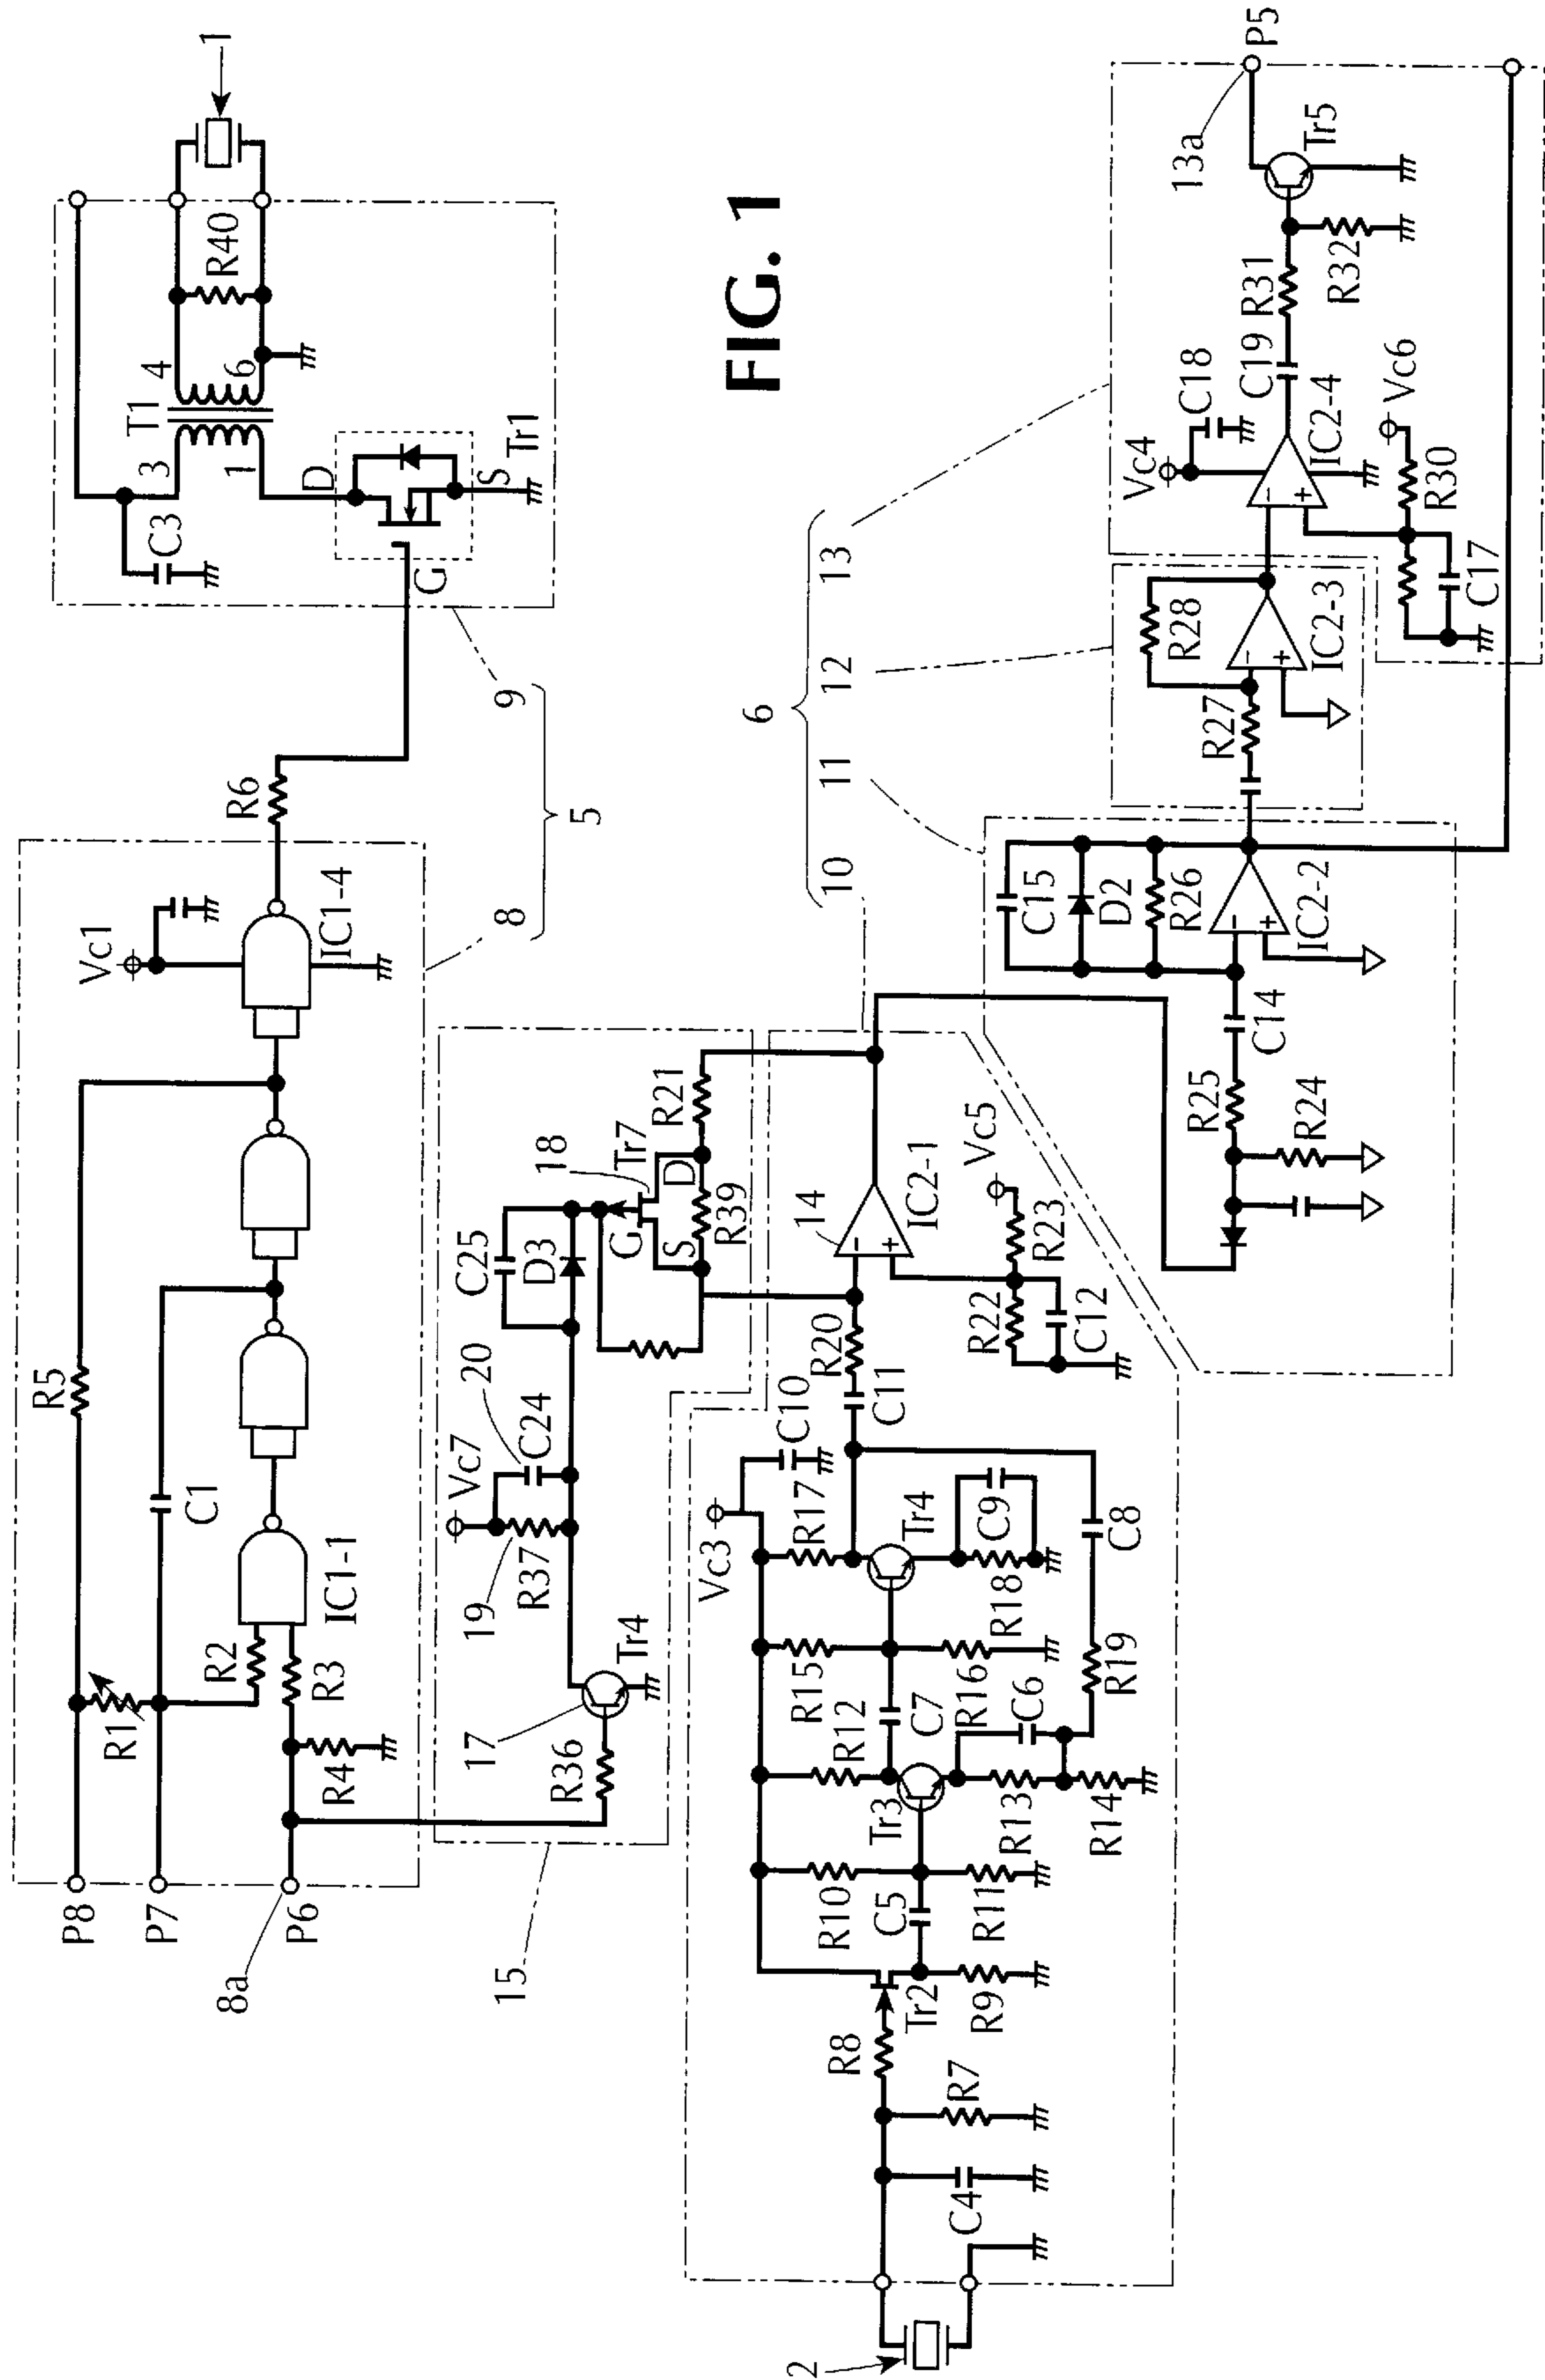 FIG. 1
P8
P7
P6
8a
R1
R2
R3
R4
R5
C1
IC1-1
Vc1
IC1-4
8
9
5
R6
G
D
S
Tr1
C3
T1
3
1
4
6
R40
1
15
R36
17
Tr4
19
R37
Vc7
20
C24
C25
D3
18
Tr7
G
S
D
R39
R21
6
10
11
12
13
2
C4
R7
R8
Tr2
R9
C5
R10
R11
Tr3
R12
R13
R14
C6
C7
R15
R16
R17
Tr4
R18
C9
R19
C8
Vc3
C10
C11
R20
14
IC2-1
R22
C12
R23
Vc5
R24
R25
C14
C15
D2
R26
IC2-2
R27
R28
IC2-3
C17
R30
Vc6
Vc4
C18
IC2-4
C19
R31
R32
Tr5
13a
P5